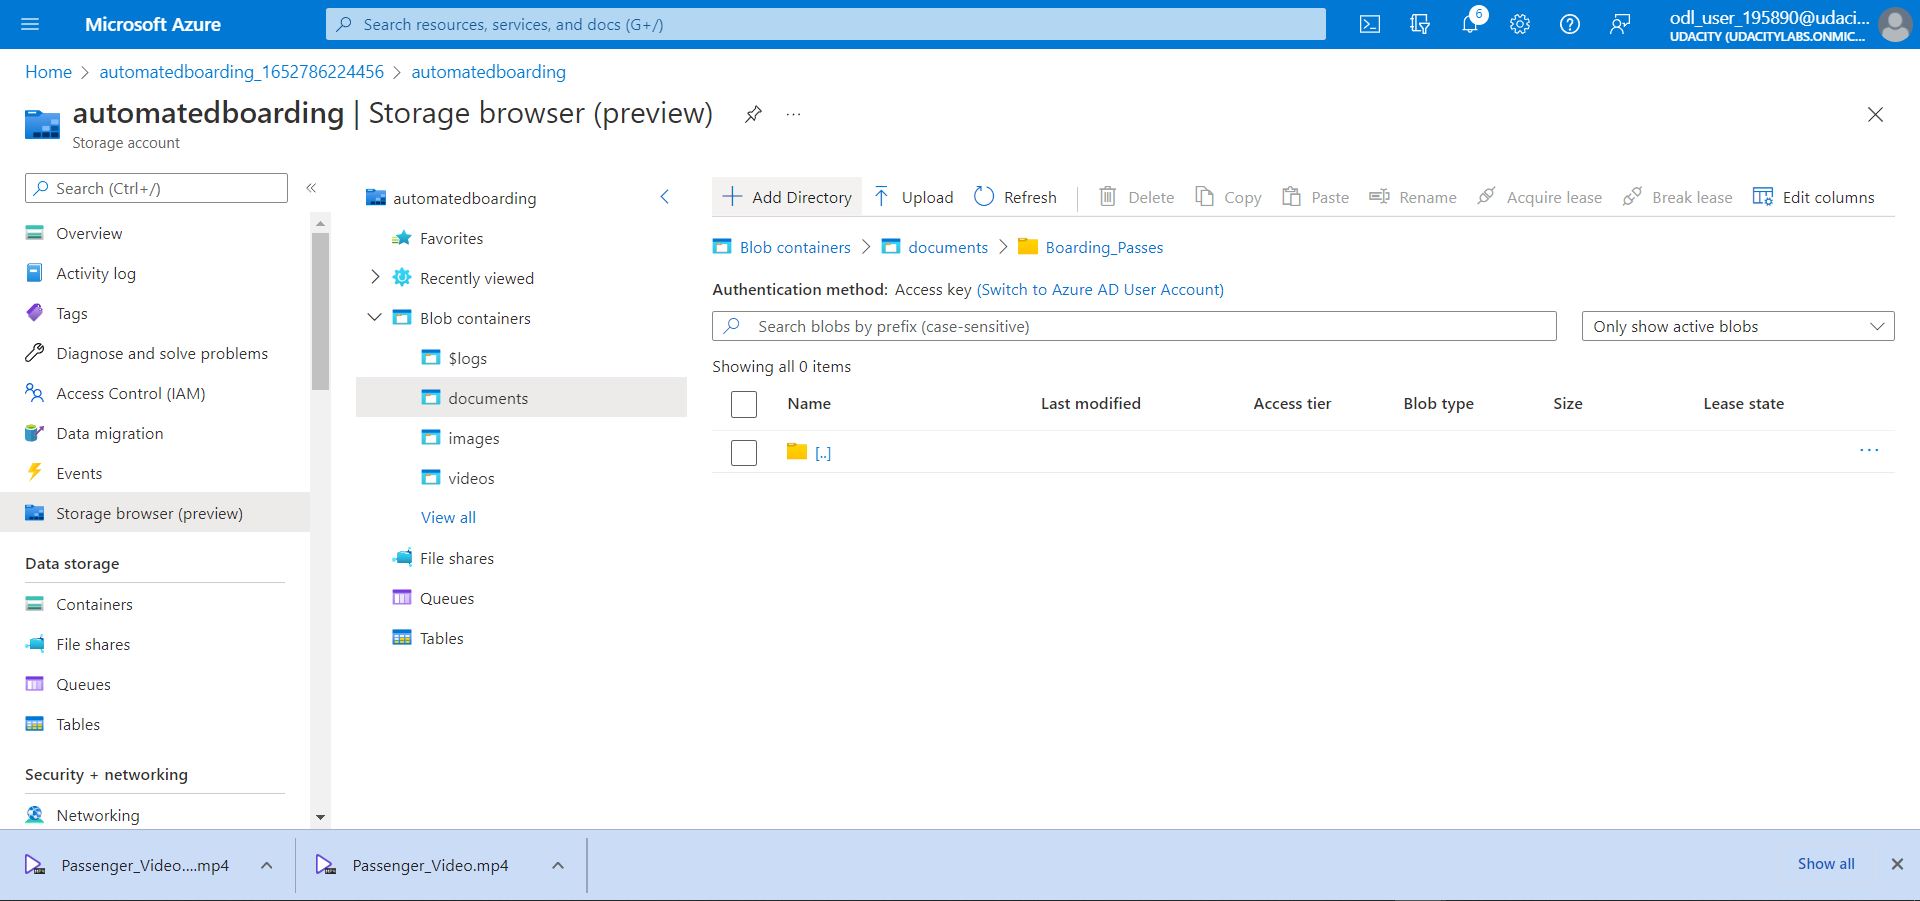 Microsoft Azure
Search resources, services, and docs (G+/)
6
odl_user_195890@udaci...
UDACITY (UDACITYLABS.ONMIC...
Home > automatedboarding_1652786224456 > automatedboarding
automatedboarding | Storage browser (preview)
...
Storage account
Search (Ctrl+/)
«
Overview
Activity log
Tags
Diagnose and solve problems
Access Control (IAM)
Data migration
Events
Storage browser (preview)
Data storage
Containers
File shares
Queues
Tables
Security + networking
Networking
automatedboarding
Favorites
Recently viewed
Blob containers
$logs
documents
images
videos
View all
File shares
Queues
Tables
Add Directory Upload Refresh Delete Copy Paste Rename Acquire lease Break lease Edit columns
Blob containers > documents > Boarding_Passes
Authentication method: Access key (Switch to Azure AD User Account)
Search blobs by prefix (case-sensitive)
Only show active blobs
Showing all 0 items
Name Last modified Access tier Blob type Size Lease state
[..]
...
Passenger_Video....mp4
Passenger_Video.mp4
Show all